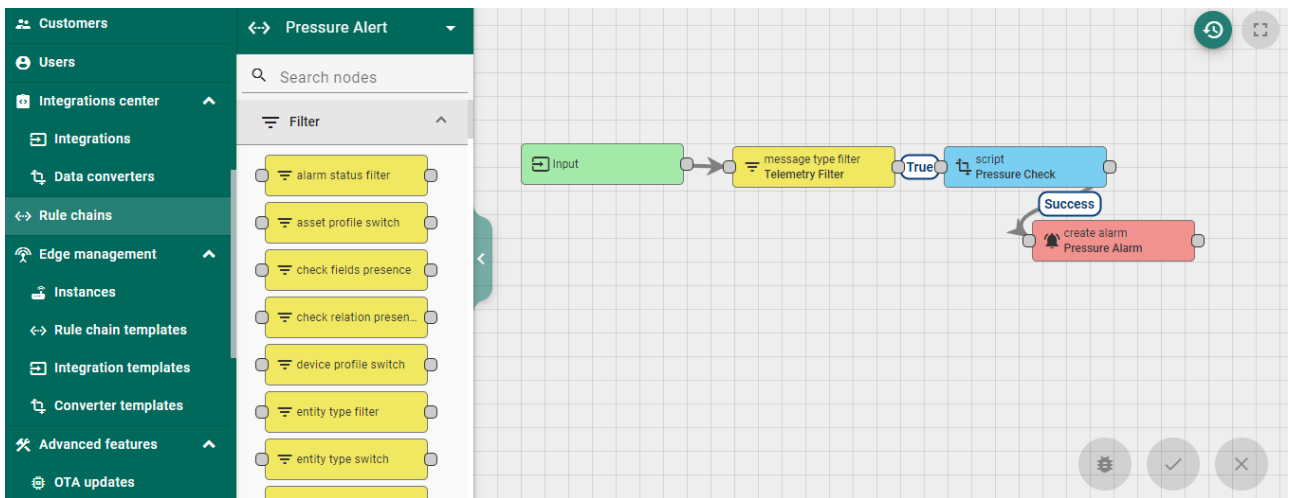 Customers
Users
Integrations center
Integrations
Data converters
Rule chains
Edge management
Instances
Rule chain templates
Integration templates
Converter templates
Advanced features
OTA updates
Pressure Alert
Search nodes
Filter
alarm status filter
asset profile switch
check fields presence
check relation presen...
device profile switch
entity type filter
entity type switch
Input
message type filter
Telemetry Filter
True
script
Pressure Check
Success
create alarm
Pressure Alarm